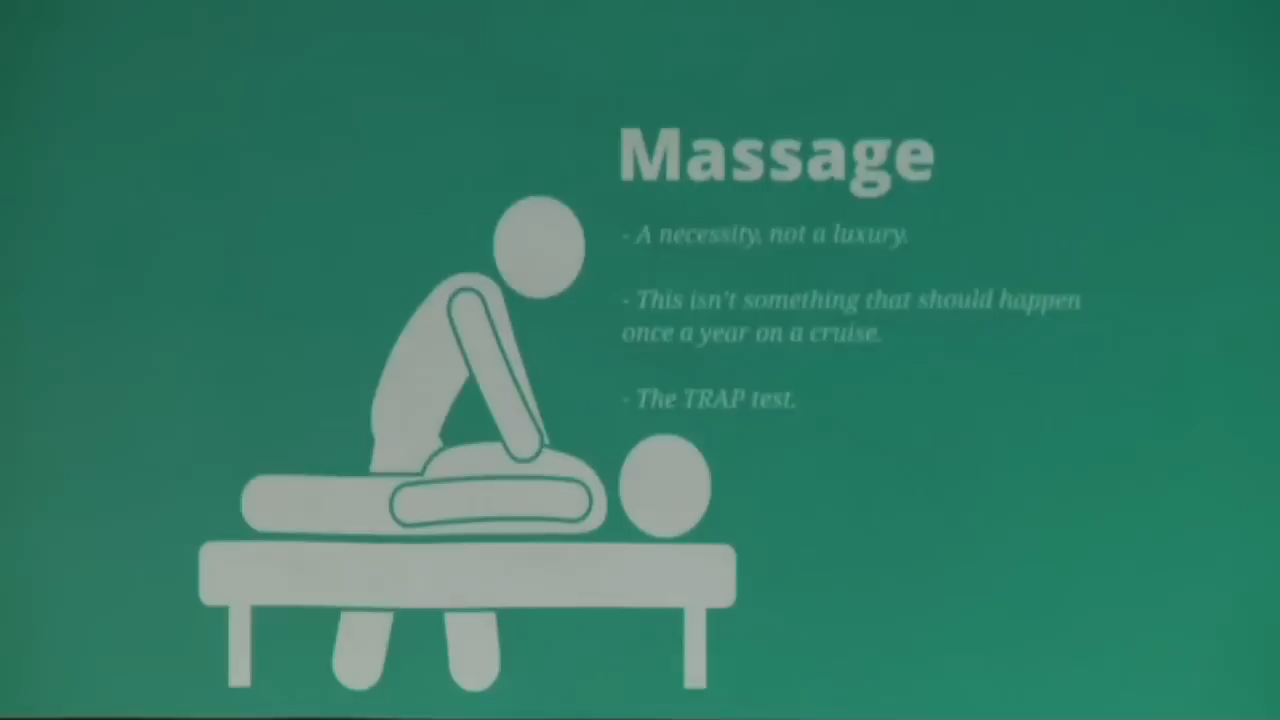 Massage
- A necessity, not a luxury.
- This isn't something that should happen
once a year on a cruise.
- The TRAP test.